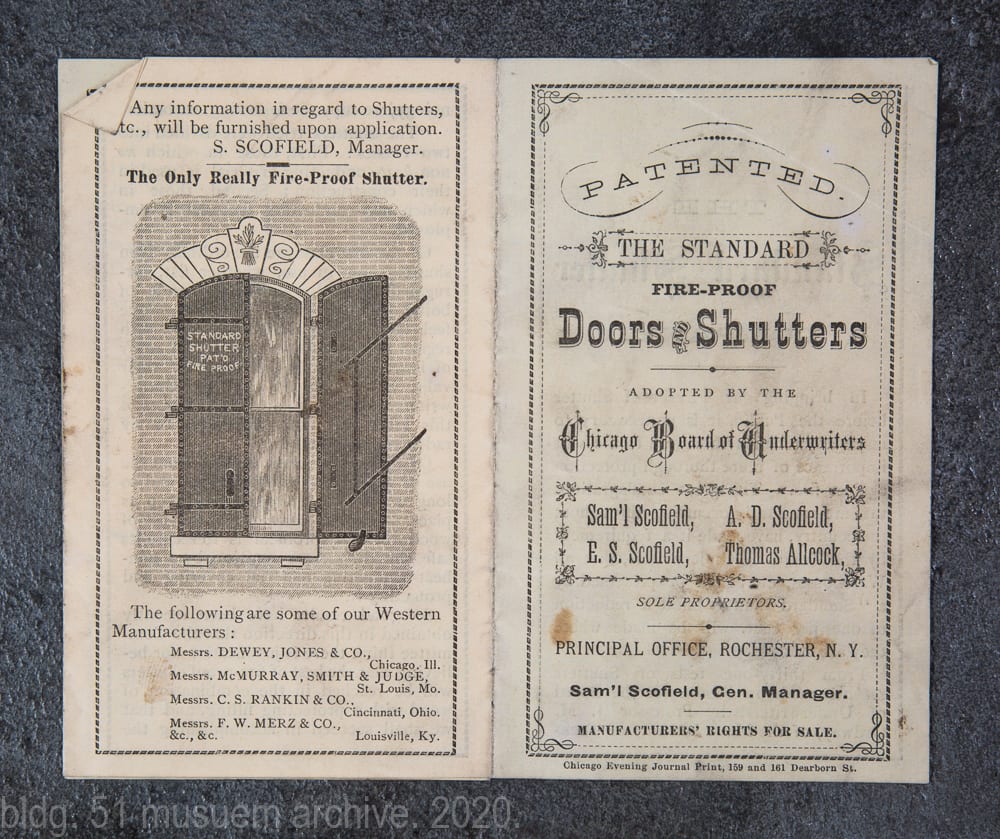 Any information in regard to Shutters,
tc., will be furnished upon application.
S. SCOFIELD, Manager.
The Only Really Fire-Proof Shutter.
STANDARD
SHUTTER
PAT'D
FIRE PROOF
The following are some of our Western
Manufacturers :
Messrs. DEWEY, JONES & CO.,
Chicago, Ill.
Messrs. McMURRAY, SMITH & JUDGE,
St. Louis, Mo.
Messrs. C. S. RANKIN & CO.,
Cincinnati, Ohio.
Messrs. F. W. MERZ & CO.,
&c., &c. Louisville, Ky.
PATENTED.
THE STANDARD
FIRE-PROOF
Doors AND Shutters
ADOPTED BY THE
Chicago Board of Underwriters
Sam'l Scofield, A. D. Scofield,
E. S. Scofield, Thomas Allcock,
SOLE PROPRIETORS.
PRINCIPAL OFFICE, ROCHESTER, N. Y.
Sam'l Scofield, Gen. Manager.
MANUFACTURERS' RIGHTS FOR SALE.
Chicago Evening Journal Print, 159 and 161 Dearborn St.
bldg. 51 musuem archive. 2020.